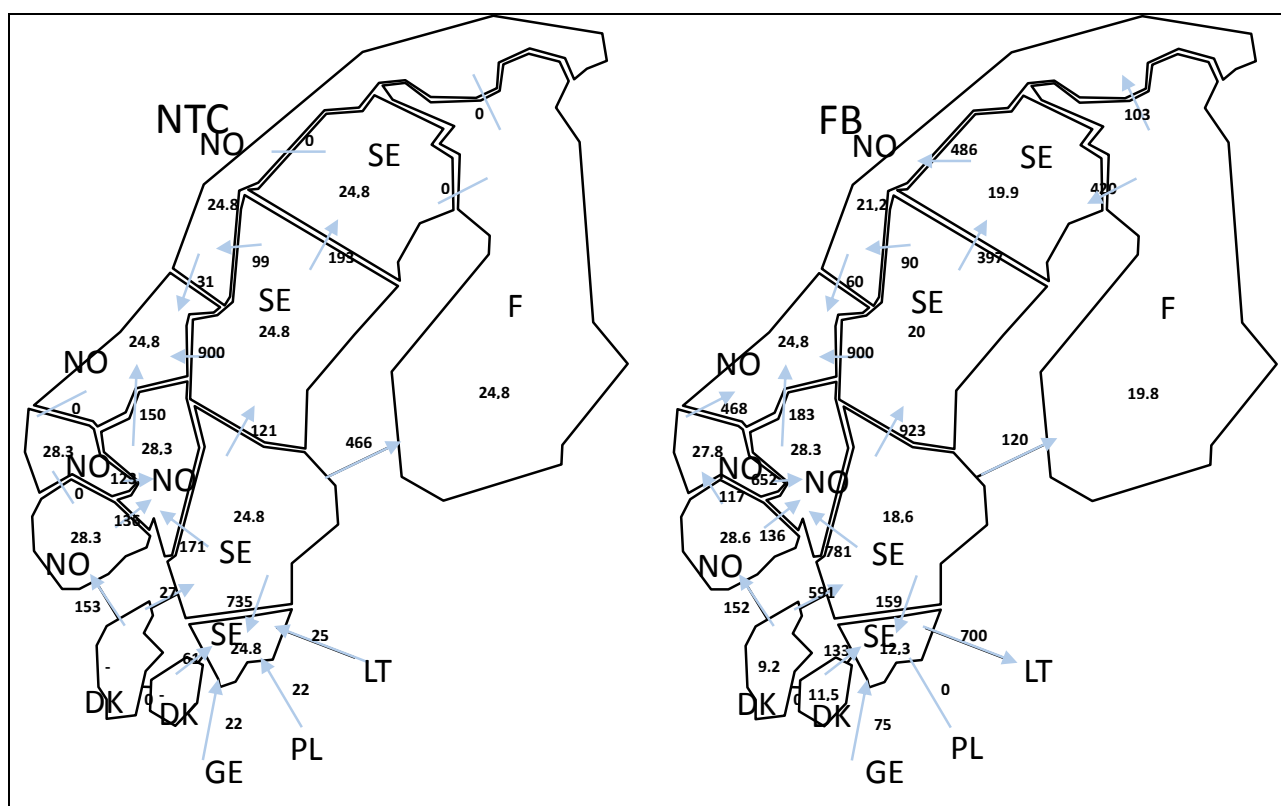 NTC
NO
0
0
SE
24,8
0
24.8
99
193
31
SE
24.8
F
24,8
900
24,8
NO
0
150
121
466
28.3
28,3
NO
123
NO
0
136
24.8
28.3
171
SE
NO
153
27
735
SE
24.8
25
61
LT
-
-
22
0
DK
DK
22
PL
GE
FB
NO
103
486
SE
19.9
420
21,2
90
397
60
SE
20
F
19.8
900
24,8
NO
468
183
923
120
27.8
28.3
NO
652
NO
117
136
18,6
28.6
781
SE
NO
152
591
159
SE
12,3
700
133
LT
9.2
11,5
0
0
DK
DK
75
PL
GE